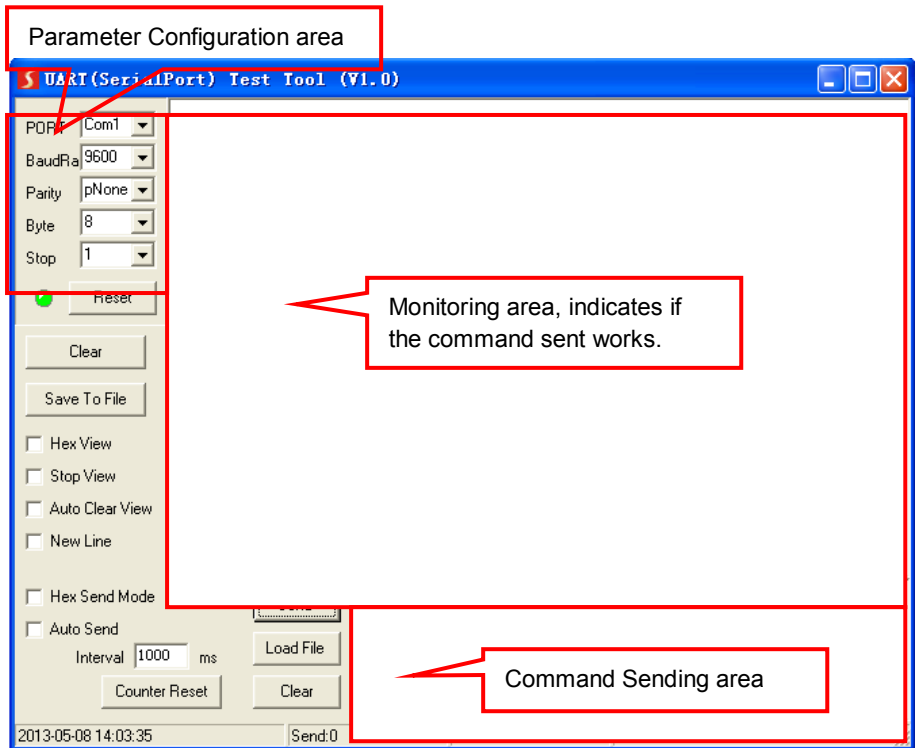 Parameter Configuration area
UART(SerialPort) Test Tool (V1.0)
PORT Com1
BaudRa 9600
Parity pNone
Byte 8
Stop 1
Reset
Monitoring area, indicates if
the command sent works.
Clear
Save To File
Hex View
Stop View
Auto Clear View
New Line
Hex Send Mode
Auto Send
Interval 1000 ms
Load File
Counter Reset
Clear
Command Sending area
2013-05-08 14:03:35
Send:0